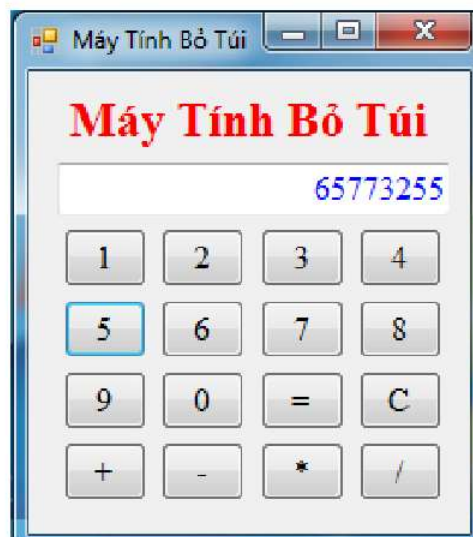 Máy Tính Bỏ Túi
Máy Tính Bỏ Túi
65773255
1 2 3 4
5 6 7 8
9 0 = C
+ - * /